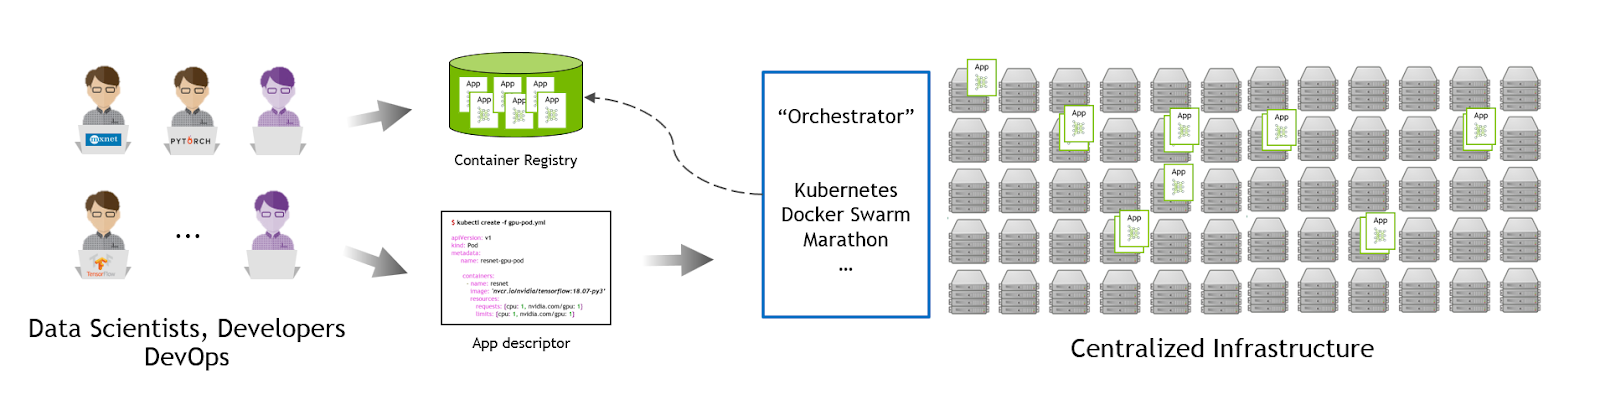 mxnet
PYTORCH
...
TensorFlow
Data Scientists, Developers
DevOps
App
App
App
App
App
App
Container Registry
$ kubectl create -f gpu-pod.yml
apiVersion: v1
kind: Pod
metadata:
name: resnet-gpu-pod
containers:
- name: resnet
image: 'nvcr.io/nvidia/tensorflow:18.07-py3'
resources:
requests: [cpu: 1, nvidia.com/gpu: 1]
limits: [cpu: 1, nvidia.com/gpu: 1]
App descriptor
“Orchestrator”
Kubernetes
Docker Swarm
Marathon
...
App
App
App
App
App
App
App
App
Centralized Infrastructure